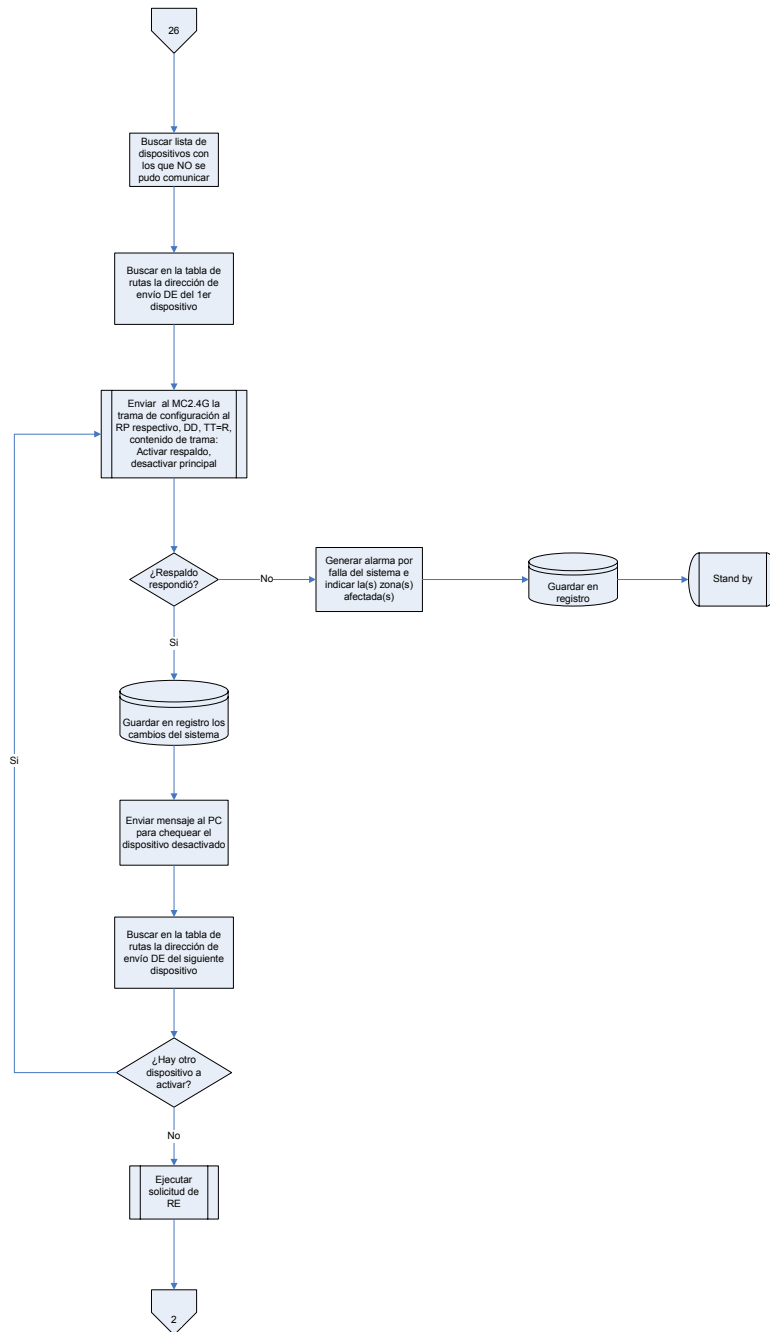 26
Buscar lista de
dispositivos con
los que NO se
pudo comunicar
Buscar en la tabla de
rutas la dirección de
envío DE del 1er
dispositivo
Enviar al MC2.4G la
trama de configuración al
RP respectivo, DD, TT=R,
contenido de trama:
Activar respaldo,
desactivar principal
¿Respaldo
respondió?
No
Generar alarma por
falla del sistema e
indicar la(s) zona(s)
afectada(s)
Guardar en
registro
Stand by
Si
Guardar en registro los
cambios del sistema
Si
Enviar mensaje al PC
para chequear el
dispositivo desactivado
Buscar en la tabla de
rutas la dirección de
envío DE del siguiente
dispositivo
¿Hay otro
dispositivo a
activar?
No
Ejecutar
solicitud de
RE
2